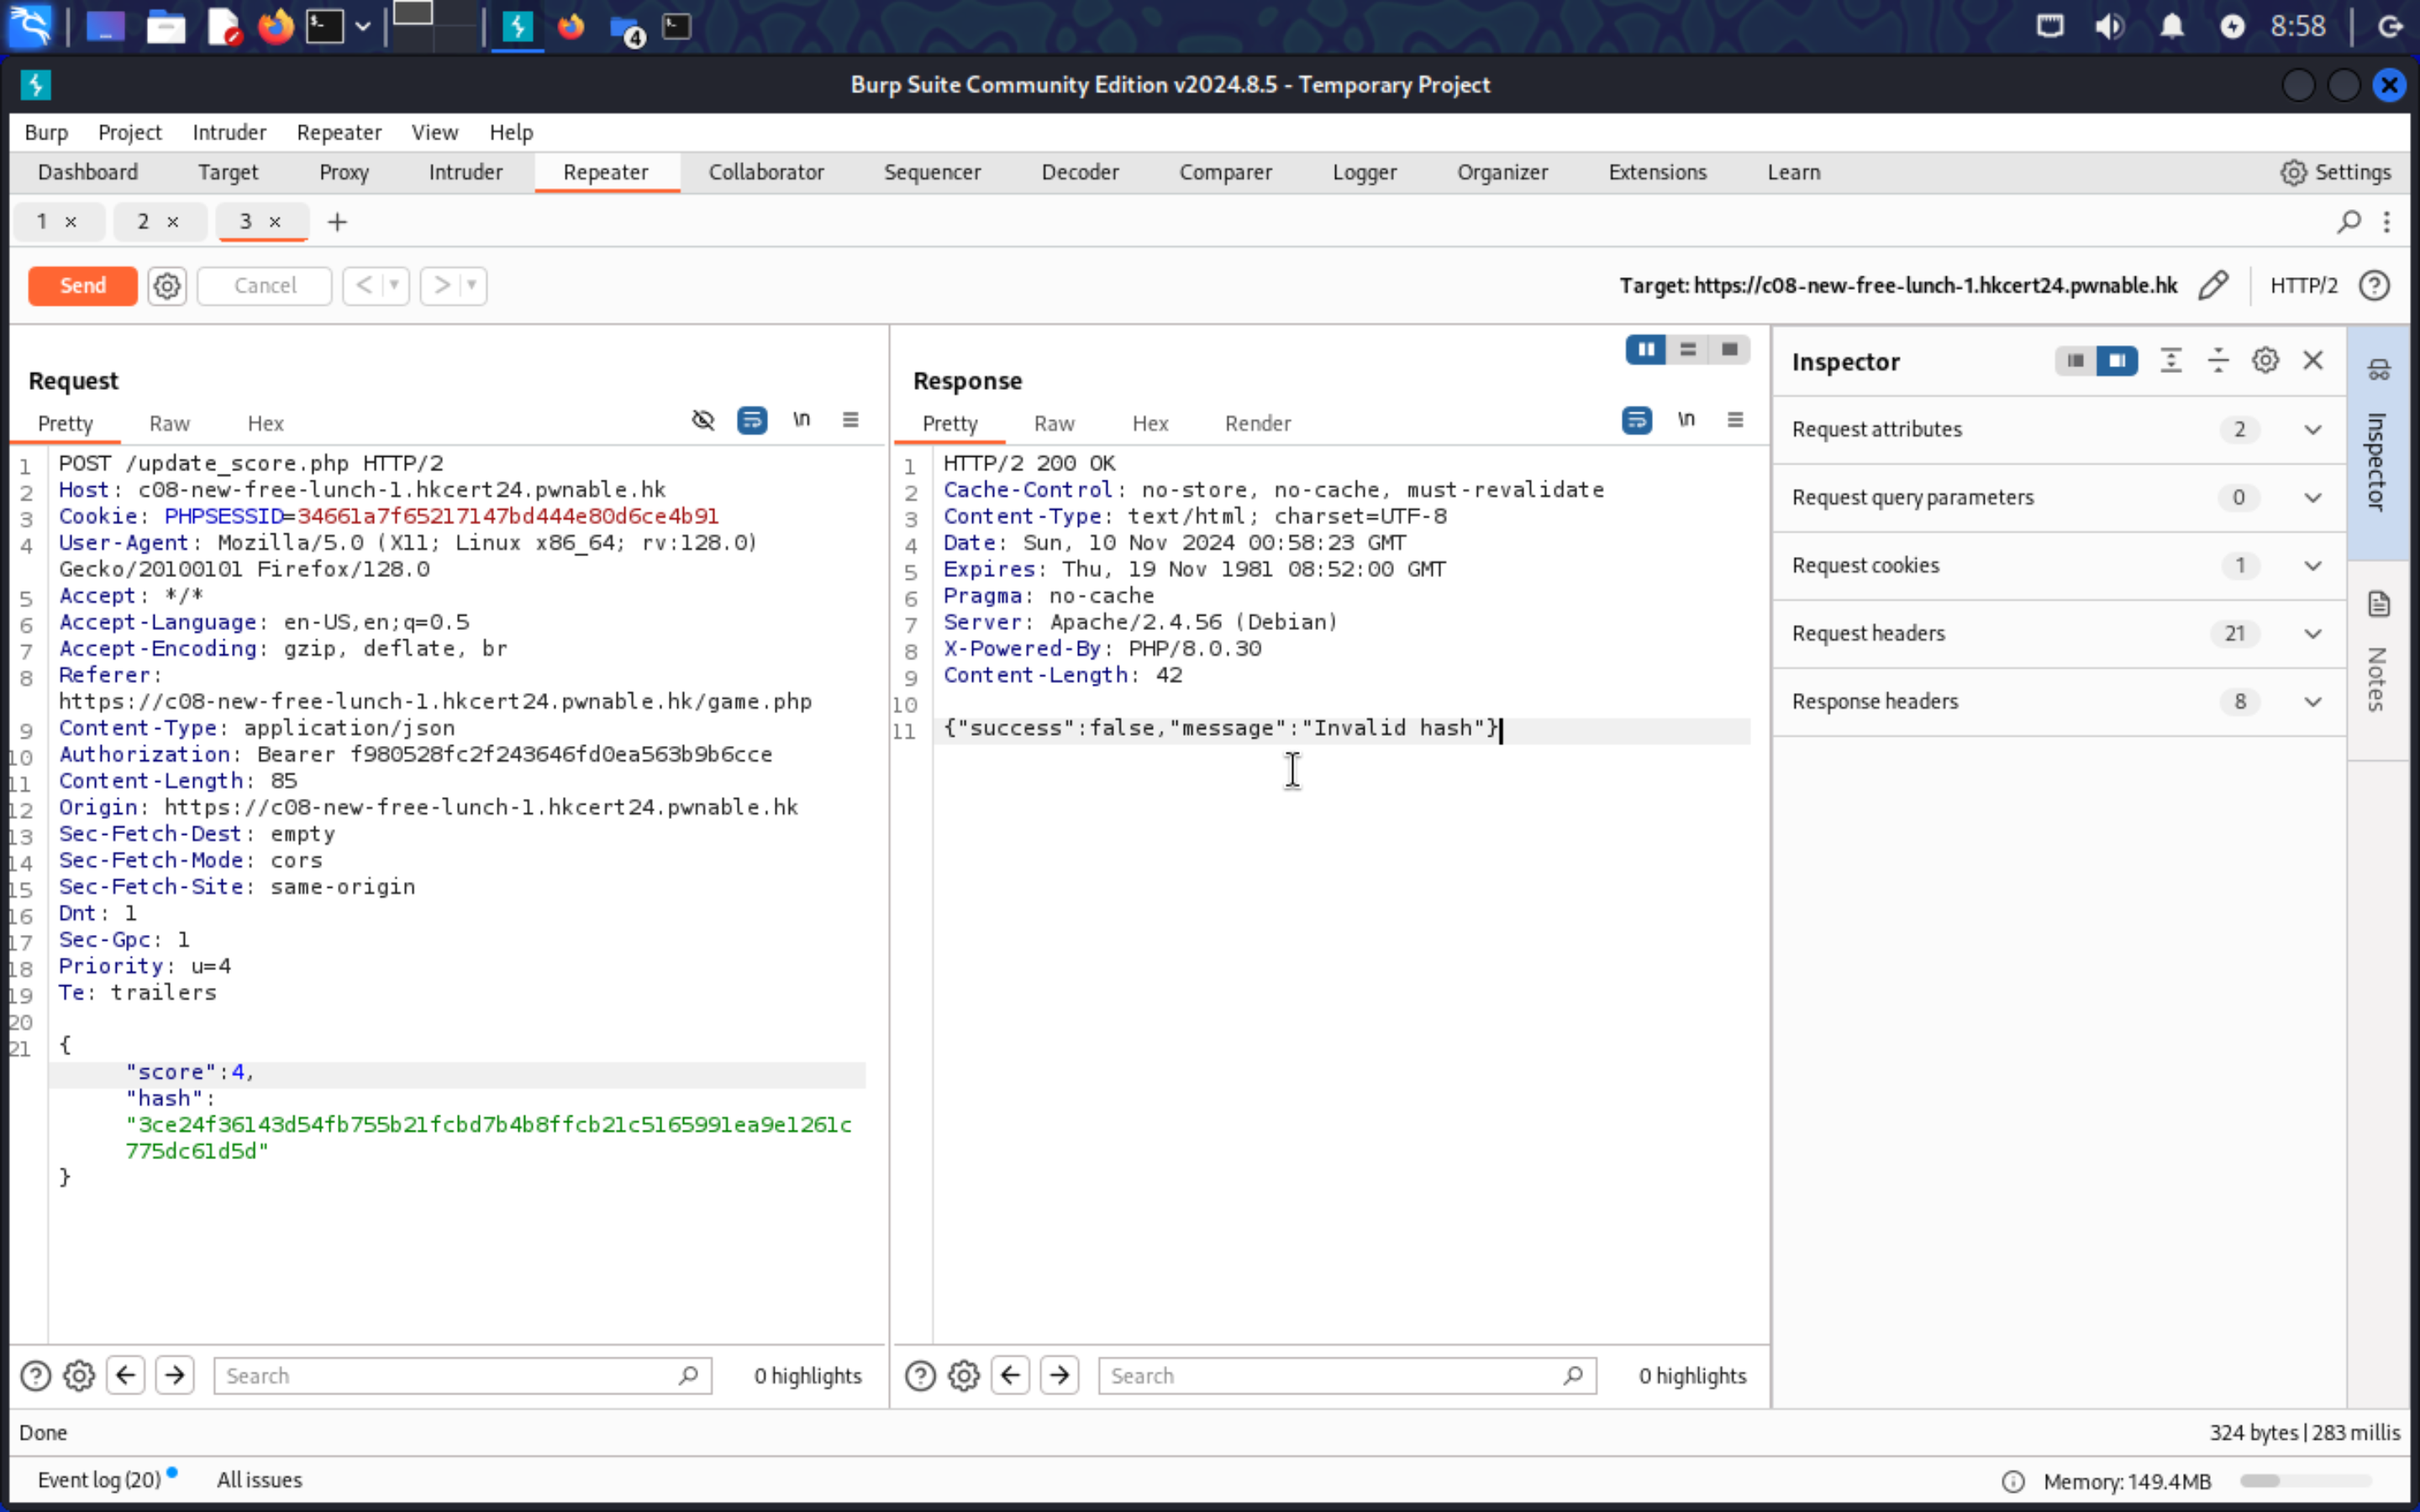 4
8:58
Burp Suite Community Edition v2024.8.5 - Temporary Project
Burp Project Intruder Repeater View Help
Dashboard Target Proxy Intruder Repeater Collaborator Sequencer Decoder Comparer Logger Organizer Extensions Learn Settings
1 × 2 × 3 × +
Send Cancel < > Target: https://c08-new-free-lunch-1.hkcert24.pwnable.hk HTTP/2
Request
Pretty Raw Hex \n
1 POST /update_score.php HTTP/2
2 Host: c08-new-free-lunch-1.hkcert24.pwnable.hk
3 Cookie: PHPSESSID=34661a7f65217147bd444e80d6ce4b91
4 User-Agent: Mozilla/5.0 (X11; Linux x86_64; rv:128.0)
Gecko/20100101 Firefox/128.0
5 Accept: */*
6 Accept-Language: en-US,en;q=0.5
7 Accept-Encoding: gzip, deflate, br
8 Referer:
https://c08-new-free-lunch-1.hkcert24.pwnable.hk/game.php
9 Content-Type: application/json
10 Authorization: Bearer f980528fc2f243646fd0ea563b9b6cce
11 Content-Length: 85
12 Origin: https://c08-new-free-lunch-1.hkcert24.pwnable.hk
13 Sec-Fetch-Dest: empty
14 Sec-Fetch-Mode: cors
15 Sec-Fetch-Site: same-origin
16 Dnt: 1
17 Sec-Gpc: 1
18 Priority: u=4
19 Te: trailers
20
21 {
"score":4,
"hash":
"3ce24f36143d54fb755b21fcbd7b4b8ffcb21c5165991ea9e1261c
775dc61d5d"
}
Search 0 highlights
Response
Pretty Raw Hex Render \n
1 HTTP/2 200 OK
2 Cache-Control: no-store, no-cache, must-revalidate
3 Content-Type: text/html; charset=UTF-8
4 Date: Sun, 10 Nov 2024 00:58:23 GMT
5 Expires: Thu, 19 Nov 1981 08:52:00 GMT
6 Pragma: no-cache
7 Server: Apache/2.4.56 (Debian)
8 X-Powered-By: PHP/8.0.30
9 Content-Length: 42
10
11 {"success":false,"message":"Invalid hash"}
Search 0 highlights
Inspector
Request attributes 2
Request query parameters 0
Request cookies 1
Request headers 21
Response headers 8
Inspector
Notes
Done 324 bytes | 283 millis
Event log (20) All issues Memory: 149.4MB